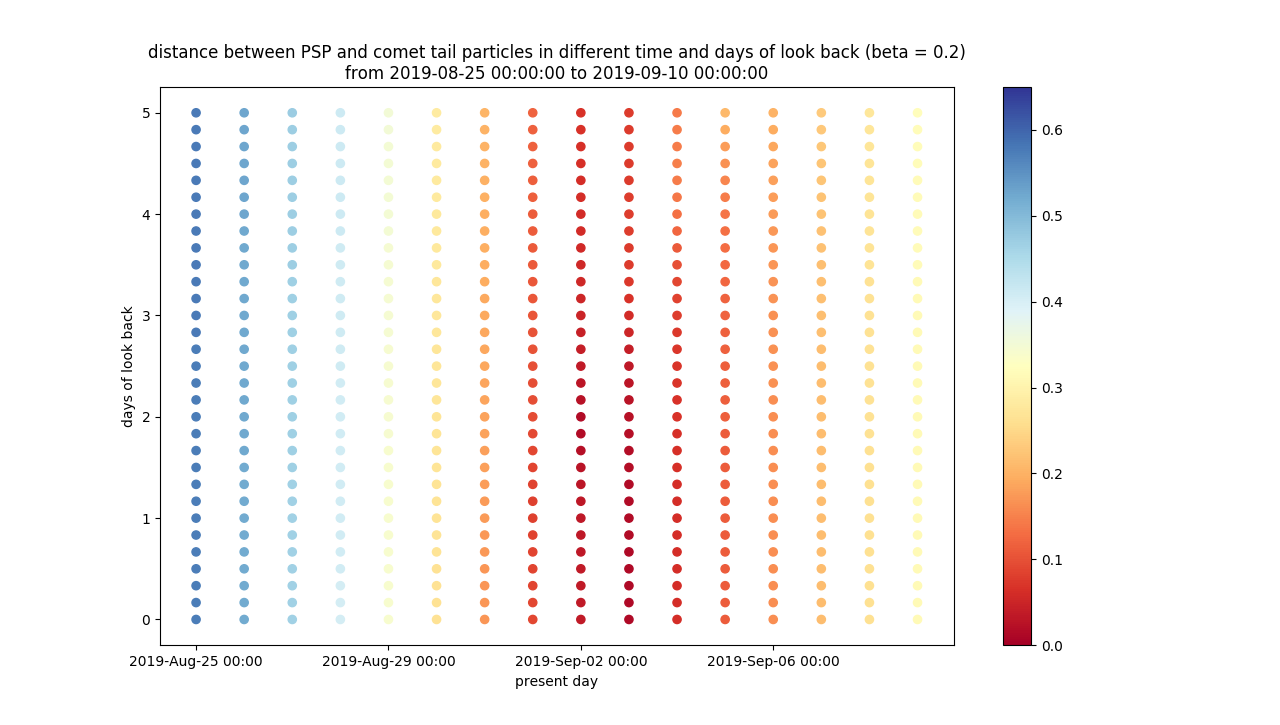 distance between PSP and comet tail particles in different time and days of look back (beta = 0.2)
from 2019-08-25 00:00:00 to 2019-09-10 00:00:00
days of look back
5
4
3
2
1
0
2019-Aug-25 00:00
2019-Aug-29 00:00
2019-Sep-02 00:00
2019-Sep-06 00:00
present day
0.6
0.5
0.4
0.3
0.2
0.1
0.0